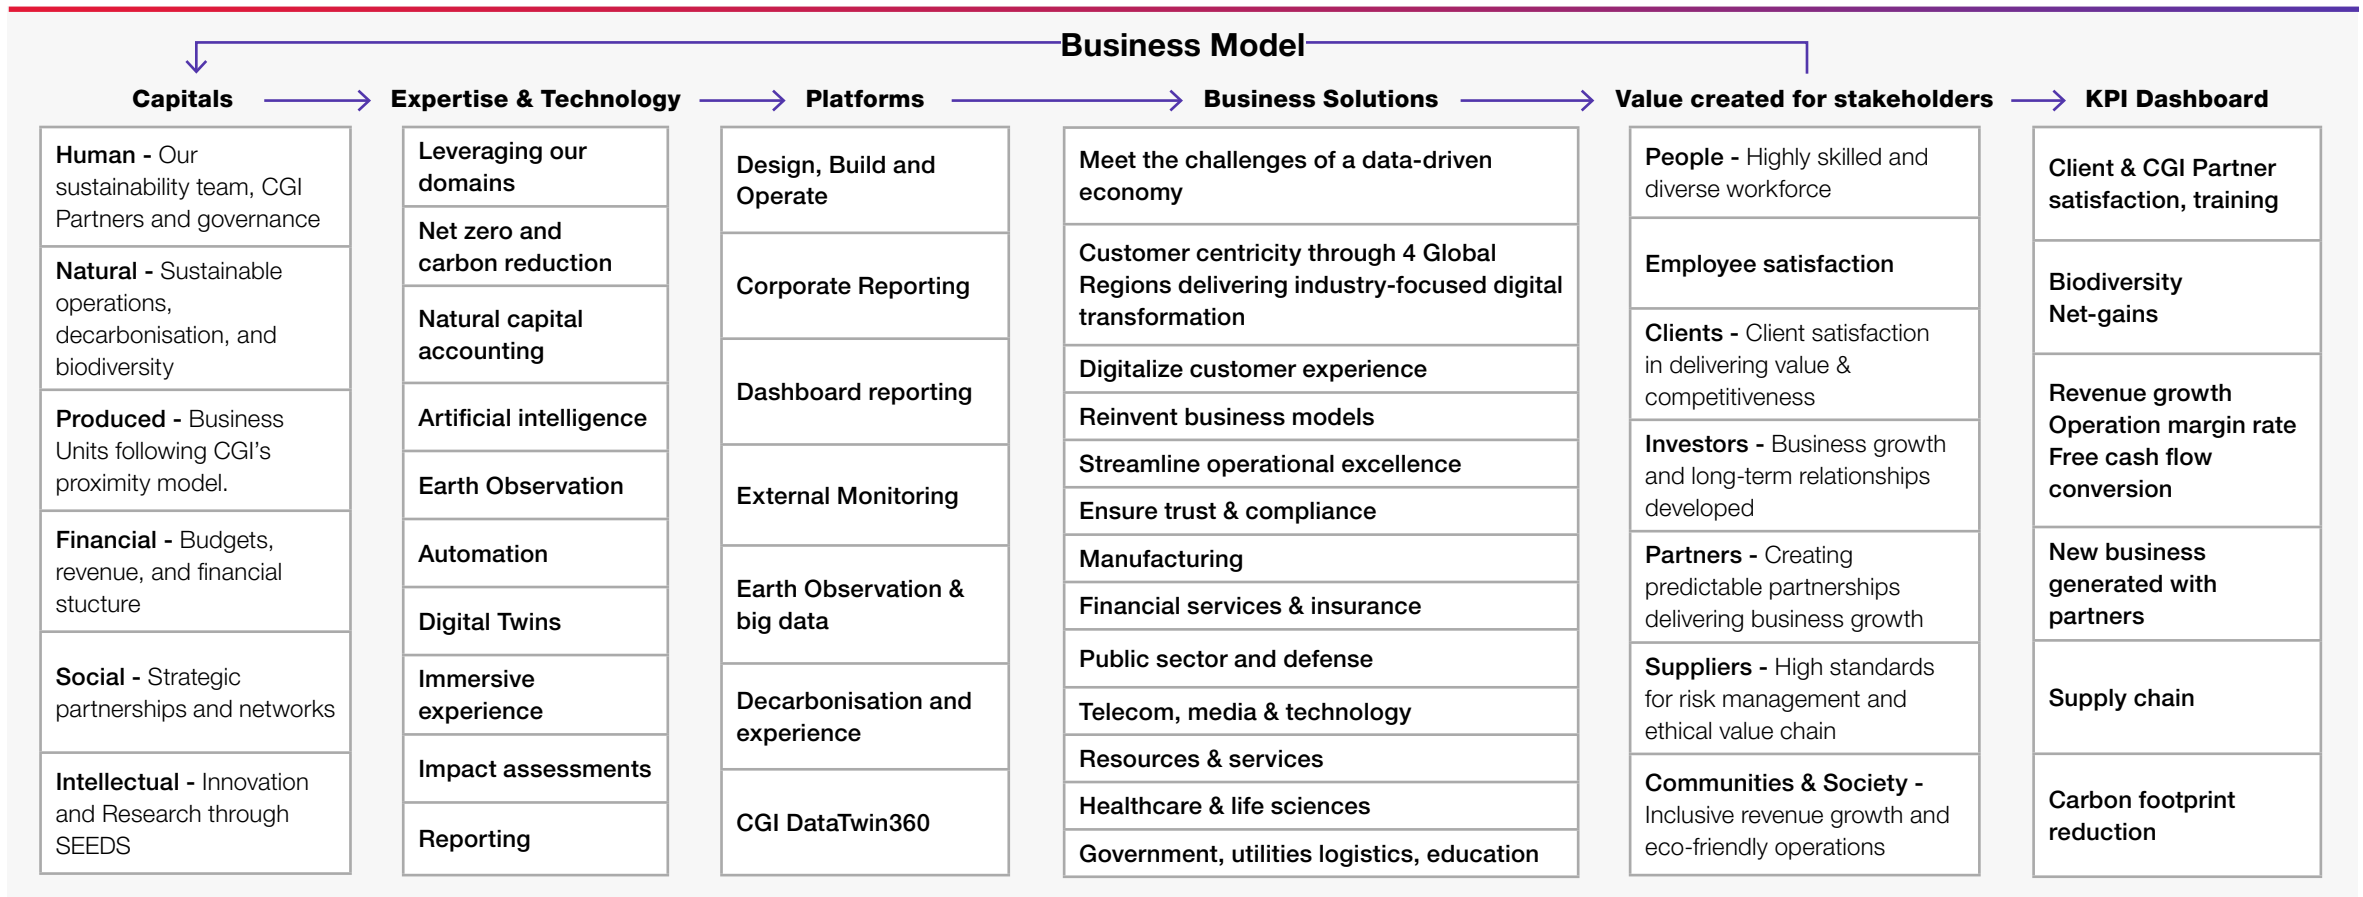 Business Model
Capitals
Expertise & Technology
Platforms
Business Solutions
Value created for stakeholders
KPI Dashboard
Human - Our
sustainability team, CGI
Partners and governance
Natural - Sustainable
operations,
decarbonisation, and
biodiversity
Produced - Business
Units following CGI’s
proximity model.
Financial - Budgets,
revenue, and financial
stucture
Social - Strategic
partnerships and networks
Intellectual - Innovation
and Research through
SEEDS
Leveraging our
domains
Net zero and
carbon reduction
Natural capital
accounting
Artificial intelligence
Earth Observation
Automation
Digital Twins
Immersive
experience
Impact assessments
Reporting
Design, Build and
Operate
Corporate Reporting
Dashboard reporting
External Monitoring
Earth Observation &
big data
Decarbonisation and
experience
CGI DataTwin360
Meet the challenges of a data-driven
economy
Customer centricity through 4 Global
Regions delivering industry-focused digital
transformation
Digitalize customer experience
Reinvent business models
Streamline operational excellence
Ensure trust & compliance
Manufacturing
Financial services & insurance
Public sector and defense
Telecom, media & technology
Resources & services
Healthcare & life sciences
Government, utilities logistics, education
People - Highly skilled and
diverse workforce
Employee satisfaction
Clients - Client satisfaction
in delivering value &
competitiveness
Investors - Business growth
and long-term relationships
developed
Partners - Creating
predictable partnerships
delivering business growth
Suppliers - High standards
for risk management and
ethical value chain
Communities & Society -
Inclusive revenue growth and
eco-friendly operations
Client & CGI Partner
satisfaction, training
Biodiversity
Net-gains
Revenue growth
Operation margin rate
Free cash flow
conversion
New business
generated with
partners
Supply chain
Carbon footprint
reduction